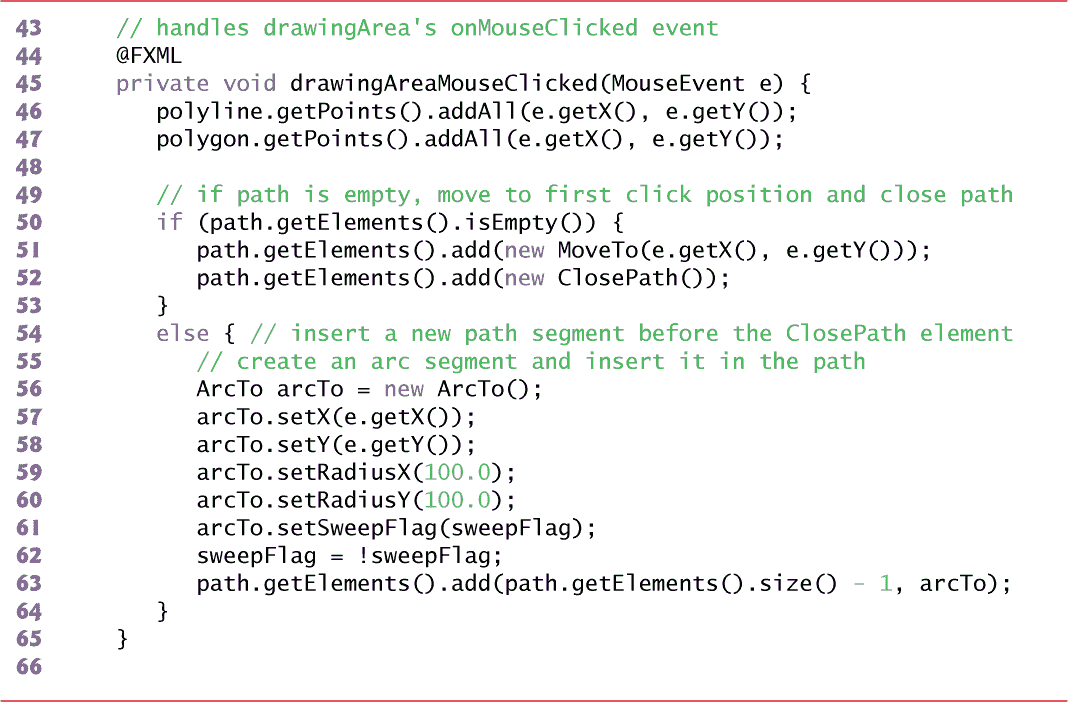 43 // handles drawingArea's onMouseClicked event
44 @FXML
45 private void drawingAreaMouseClicked(MouseEvent e) {
46 polyline.getPoints().addAll(e.getX(), e.getY());
47 polygon.getPoints().addAll(e.getX(), e.getY());
48
49 // if path is empty, move to first click position and close path
50 if (path.getElements().isEmpty()) {
51 path.getElements().add(new MoveTo(e.getX(), e.getY()));
52 path.getElements().add(new ClosePath());
53 }
54 else { // insert a new path segment before the ClosePath element
55 // create an arc segment and insert it in the path
56 ArcTo arcTo = new ArcTo();
57 arcTo.setX(e.getX());
58 arcTo.setY(e.getY());
59 arcTo.setRadiusX(100.0);
60 arcTo.setRadiusY(100.0);
61 arcTo.setSweepFlag(sweepFlag);
62 sweepFlag = !sweepFlag;
63 path.getElements().add(path.getElements().size() - 1, arcTo);
64 }
65 }
66